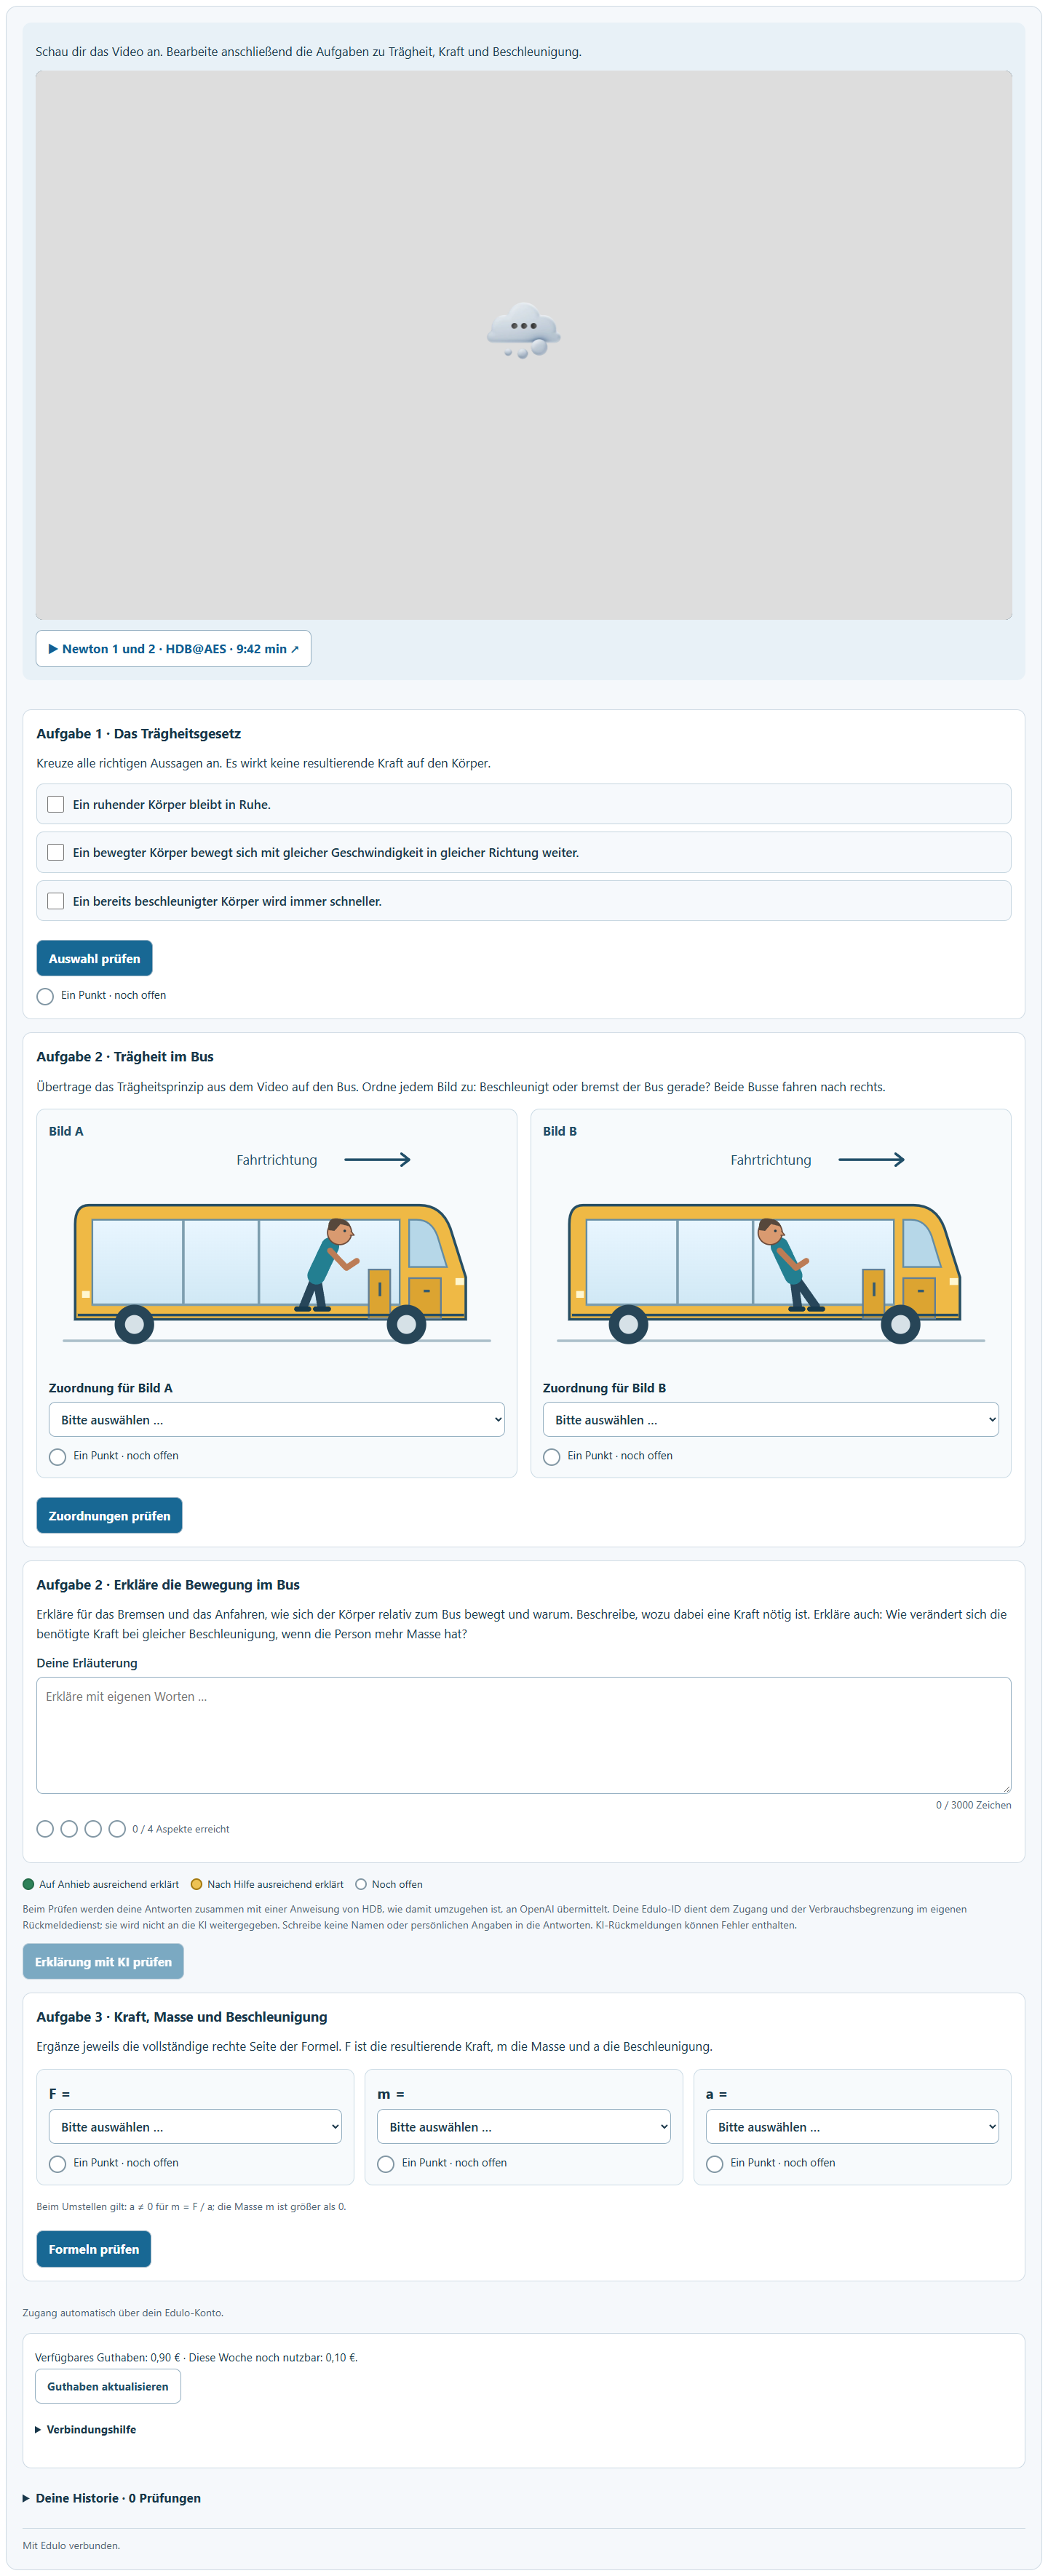 Schau dir das Video an. Bearbeite anschließend die Aufgaben zu Trägheit, Kraft und Beschleunigung.
▶ Newton 1 und 2 · HDB@AES · 9:42 min ↗
Aufgabe 1 · Das Trägheitsgesetz
Kreuze alle richtigen Aussagen an. Es wirkt keine resultierende Kraft auf den Körper.
Ein ruhender Körper bleibt in Ruhe.
Ein bewegter Körper bewegt sich mit gleicher Geschwindigkeit in gleicher Richtung weiter.
Ein bereits beschleunigter Körper wird immer schneller.
Auswahl prüfen
Ein Punkt · noch offen
Aufgabe 2 · Trägheit im Bus
Übertrage das Trägheitsprinzip aus dem Video auf den Bus. Ordne jedem Bild zu: Beschleunigt oder bremst der Bus gerade? Beide Busse fahren nach rechts.
Bild A
Fahrtrichtung
Zuordnung für Bild A
Bitte auswählen …
Ein Punkt · noch offen
Bild B
Fahrtrichtung
Zuordnung für Bild B
Bitte auswählen …
Ein Punkt · noch offen
Zuordnungen prüfen
Aufgabe 2 · Erkläre die Bewegung im Bus
Erkläre für das Bremsen und das Anfahren, wie sich der Körper relativ zum Bus bewegt und warum. Beschreibe, wozu dabei eine Kraft nötig ist. Erkläre auch: Wie verändert sich die
benötigte Kraft bei gleicher Beschleunigung, wenn die Person mehr Masse hat?
Deine Erläuterung
Erkläre mit eigenen Worten …
0 / 3000 Zeichen
0 / 4 Aspekte erreicht
Auf Anhieb ausreichend erklärt Nach Hilfe ausreichend erklärt Noch offen
Beim Prüfen werden deine Antworten zusammen mit einer Anweisung von HDB, wie damit umzugehen ist, an OpenAI übermittelt. Deine Edulo-ID dient dem Zugang und der Verbrauchsbegrenzung im eigenen
Rückmeldedienst; sie wird nicht an die KI weitergegeben. Schreibe keine Namen oder persönlichen Angaben in die Antworten. KI-Rückmeldungen können Fehler enthalten.
Erklärung mit KI prüfen
Aufgabe 3 · Kraft, Masse und Beschleunigung
Ergänze jeweils die vollständige rechte Seite der Formel. F ist die resultierende Kraft, m die Masse und a die Beschleunigung.
F =
Bitte auswählen …
Ein Punkt · noch offen
m =
Bitte auswählen …
Ein Punkt · noch offen
a =
Bitte auswählen …
Ein Punkt · noch offen
Beim Umstellen gilt: a ≠ 0 für m = F / a; die Masse m ist größer als 0.
Formeln prüfen
Zugang automatisch über dein Edulo-Konto.
Verfügbares Guthaben: 0,90 € · Diese Woche noch nutzbar: 0,10 €.
Guthaben aktualisieren
▶ Verbindungshilfe
▶ Deine Historie · 0 Prüfungen
Mit Edulo verbunden.